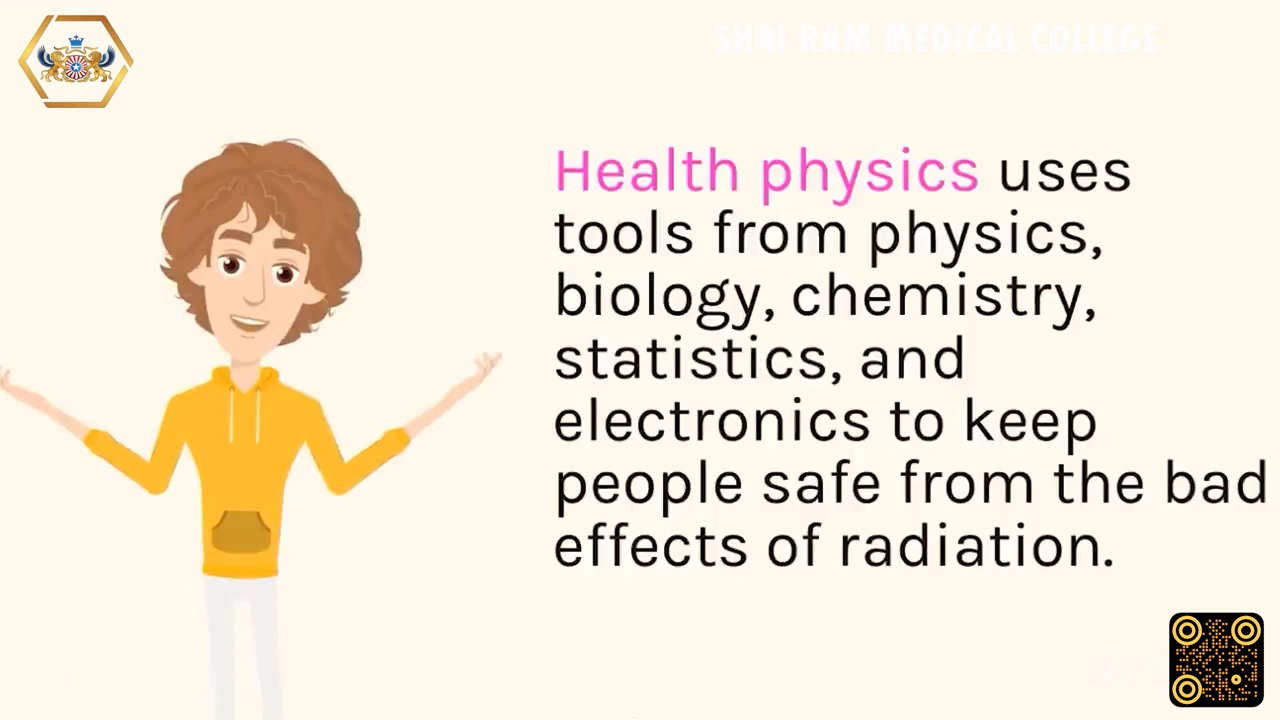 SHRI RAM MEDICAL COLLEGE
Health physics uses
tools from physics,
biology, chemistry,
statistics, and
electronics to keep
people safe from the bad
effects of radiation.